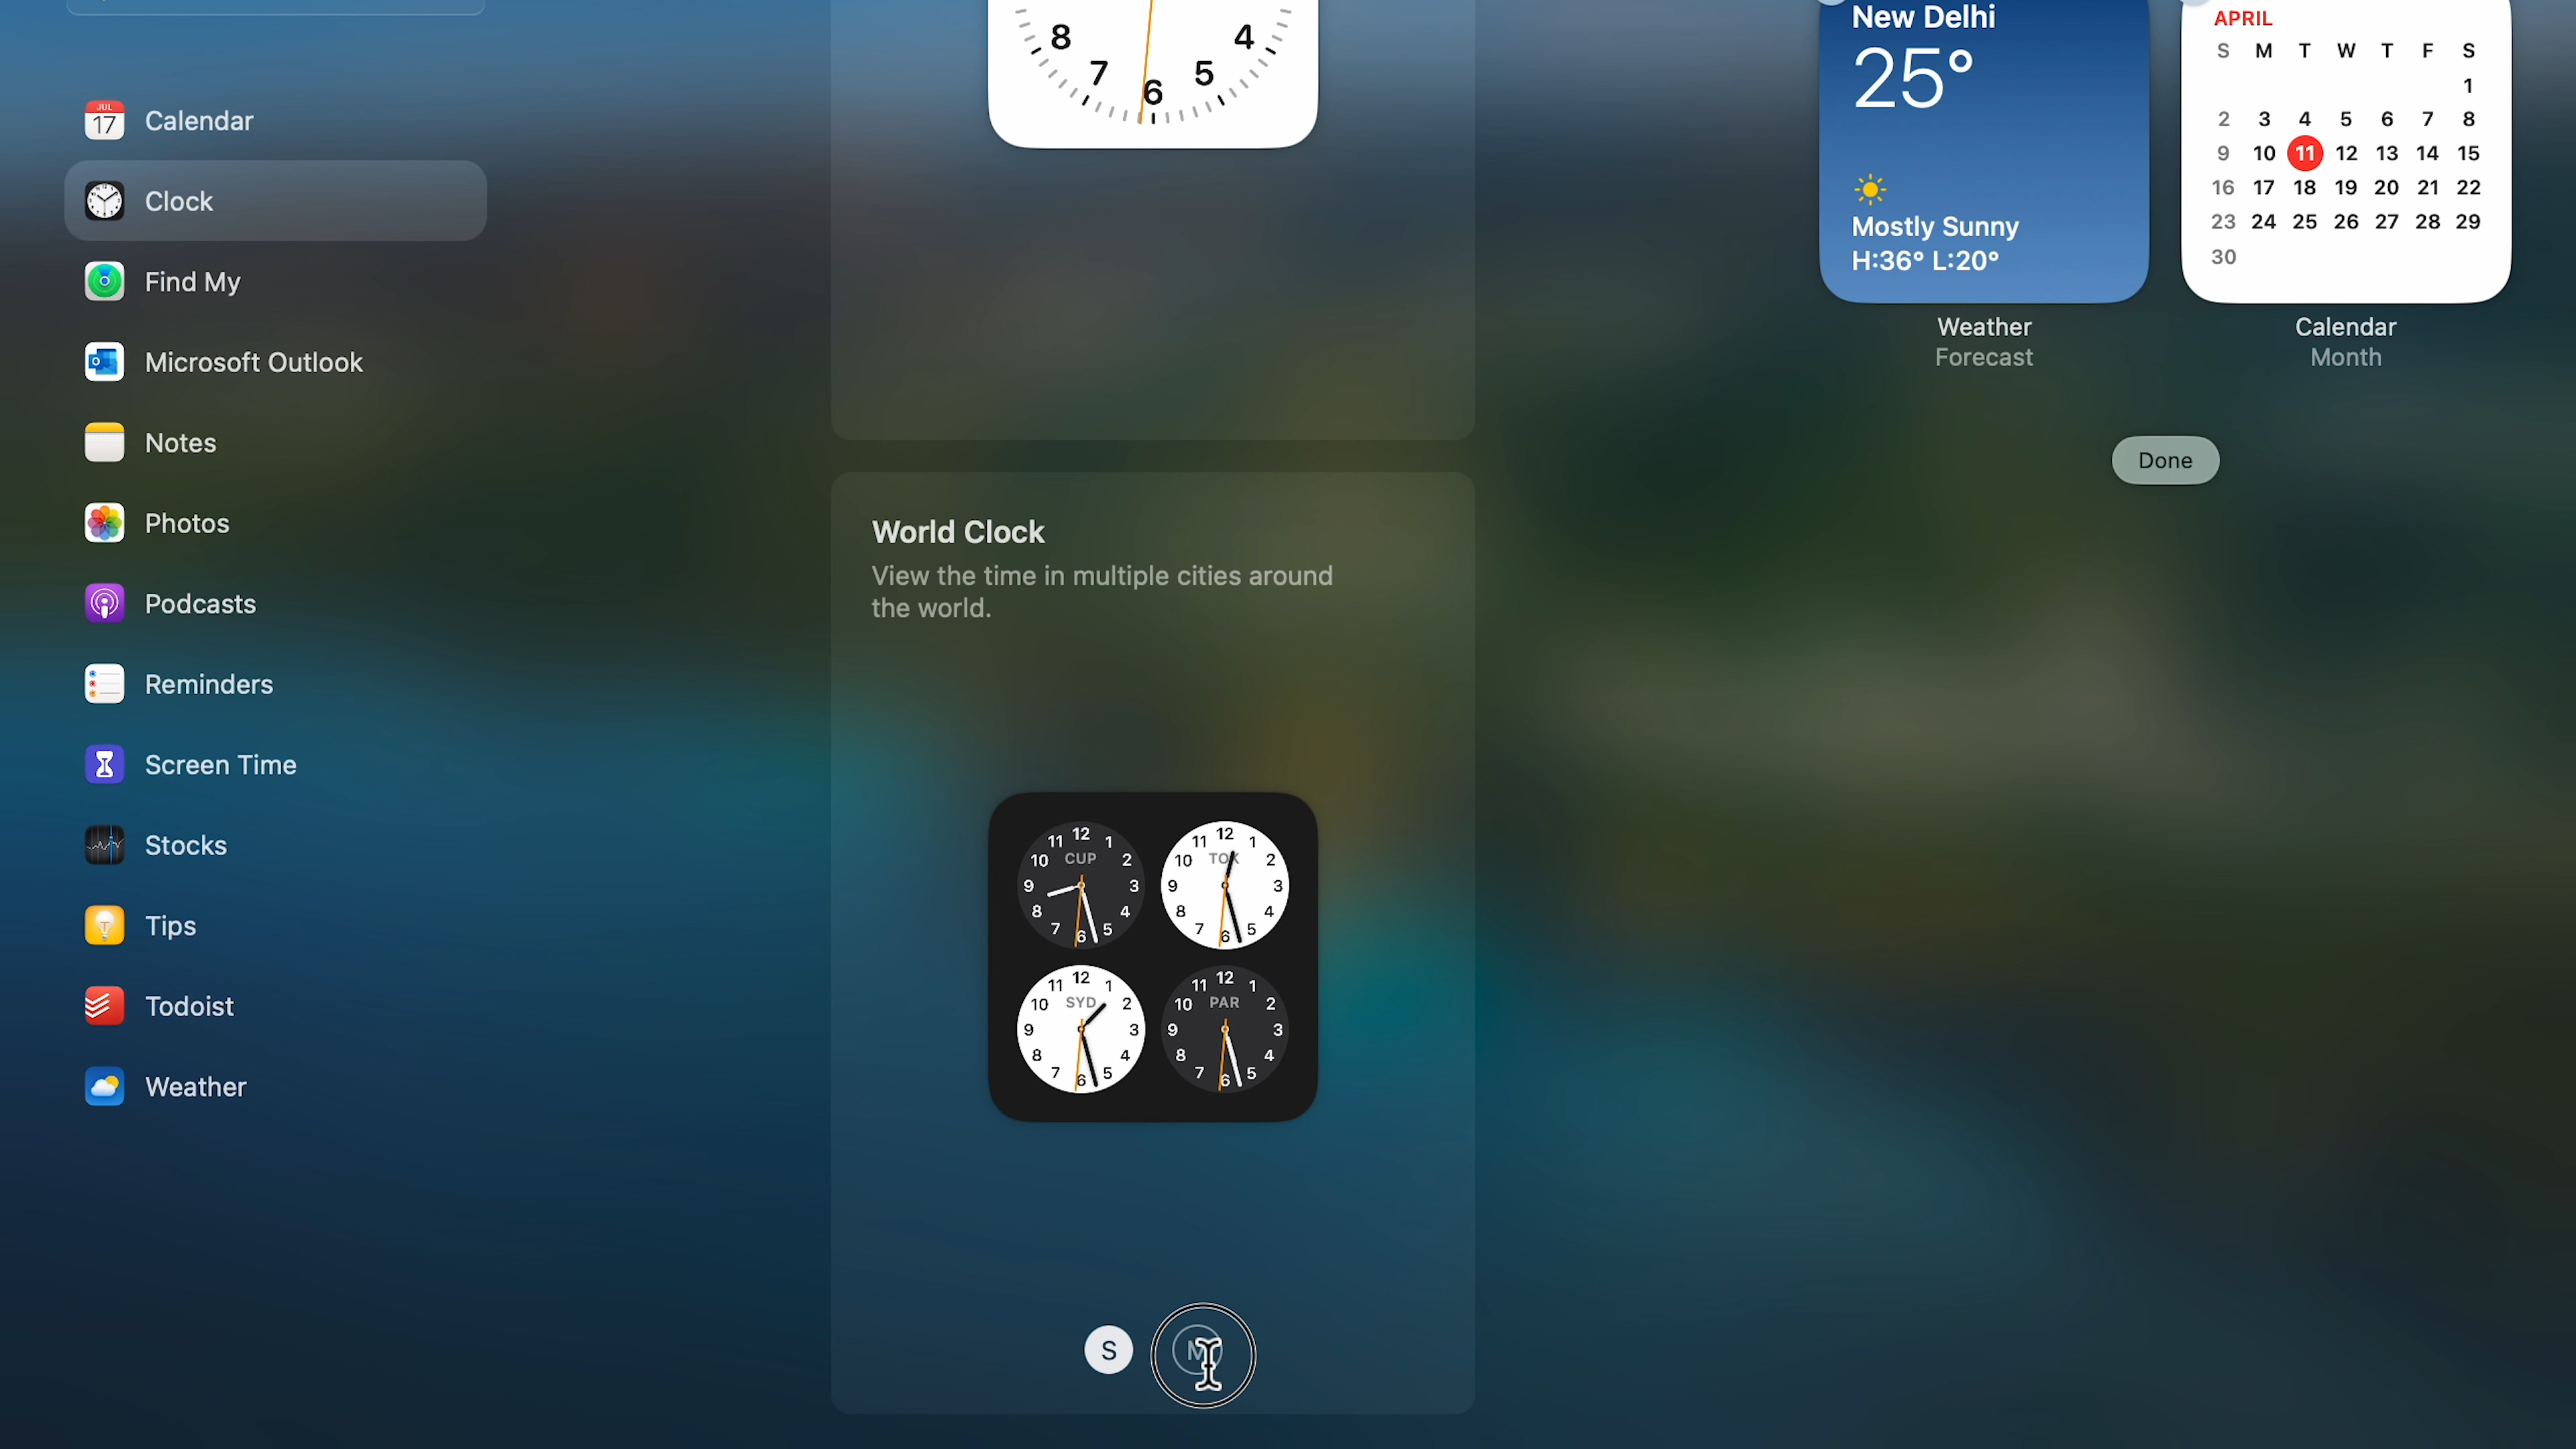 JUL
17
Calendar
Clock
Find My
Microsoft Outlook
Notes
Photos
Podcasts
Reminders
Screen Time
Stocks
Tips
Todoist
Weather
8 4
7 5
6
World Clock
View the time in multiple cities around
the world.
12
11 1
10 CUP 2
9 3
8 4
7 6 5
12
11 1
10 TOK 2
9 3
8 4
7 6 5
12
11 1
10 SYD 2
9 3
8 4
7 6 5
12
11 1
10 PAR 2
9 3
8 4
7 6 5
S M
New Delhi
25°
Mostly Sunny
H:36° L:20°
Weather
Forecast
APRIL
S M T W T F S
1
2 3 4 5 6 7 8
9 10 11 12 13 14 15
16 17 18 19 20 21 22
23 24 25 26 27 28 29
30
Calendar
Month
Done